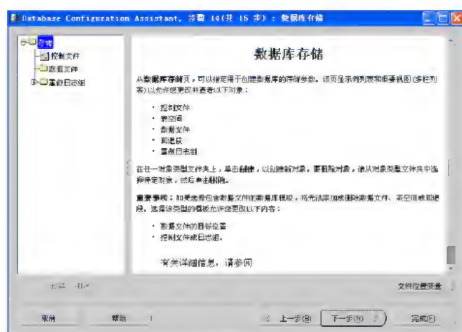 Database Configuration Assistant, 步骤 14(共 15 步) : 数据库存储
存储
控制文件
数据文件
重做日志组
数据库存储
从数据库存储页, 可以指定用于创建数据库的存储参数。该页显示树列表和概要视图(多栏列
表)以允许您更改并查看以下对象:
· 控制文件
· 表空间
· 数据文件
· 回退段
· 重做日志组
在任一对象类型文件夹上, 单击创建, 以创建新对象。要删除对象, 请从对象类型文件夹中选
择特定对象, 然后单击删除。
重要事项: 如果选择包含数据文件的数据库模板, 将无法添加或删除数据文件、表空间或回退
段。选择该类型的模板允许您更改以下内容:
· 数据文件的目标位置
· 控制文件或日志组。
有关详细信息, 请参阅
文件位置变量
取消
帮助
上一步(B)
下一步(N)
完成(F)